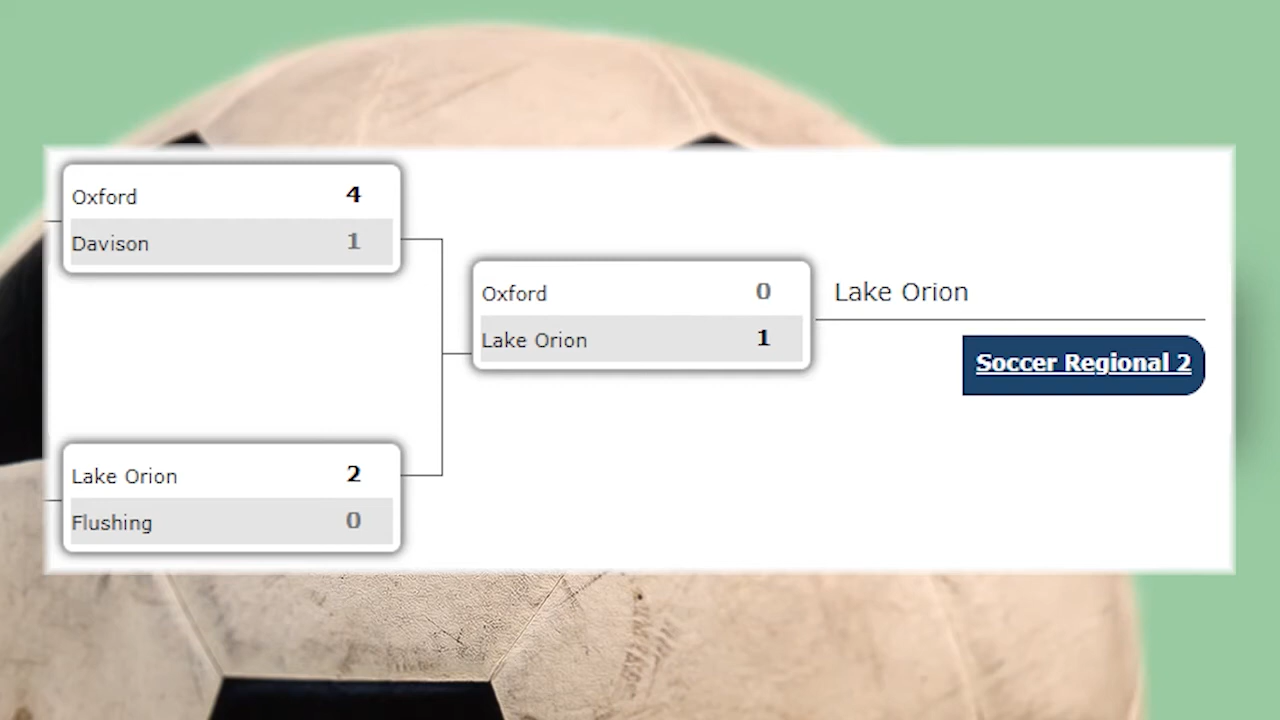 Oxford 4
Davison 1
Oxford 0
Lake Orion 1
Lake Orion
Soccer Regional 2
Lake Orion 2
Flushing 0